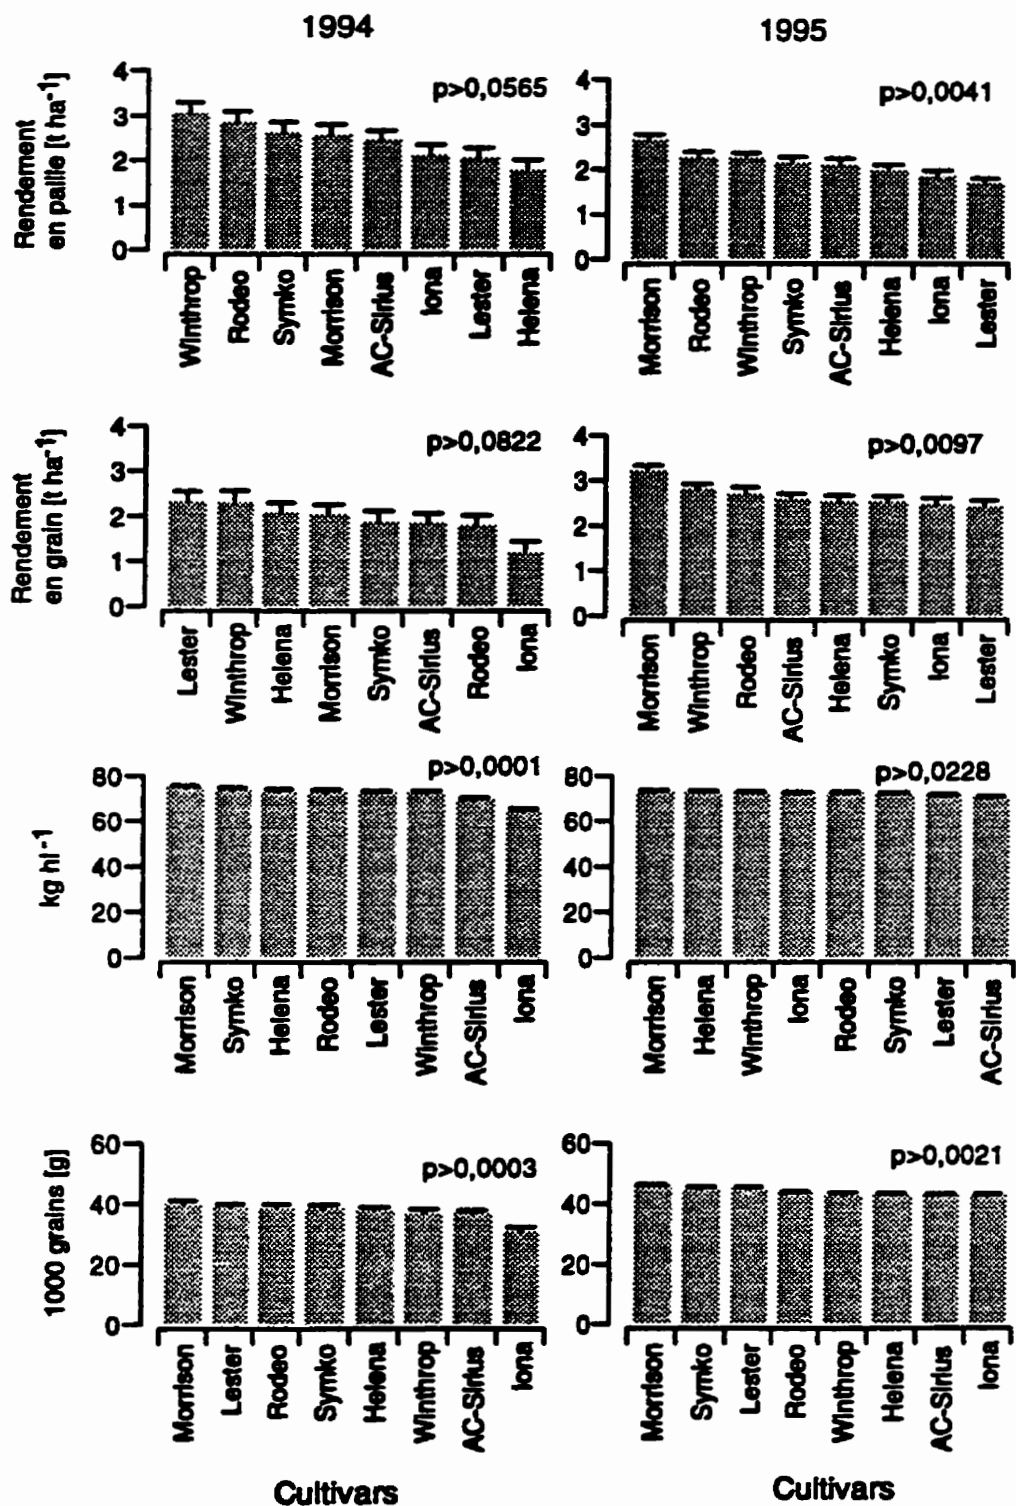 1994
1995
Rendement
en paille [t ha⁻¹]
4
3
2
1
0
p>0,0565
Winthrop
Rodeo
Symko
Morrison
AC-Sirius
Iona
Lester
Helena
4
3
2
1
0
p>0,0041
Morrison
Rodeo
Winthrop
Symko
AC-Sirius
Helena
Iona
Lester
Rendement
en grain [t ha⁻¹]
4
3
2
1
0
p>0,0822
Lester
Winthrop
Helena
Morrison
Symko
AC-Sirius
Rodeo
Iona
4
3
2
1
0
p>0,0097
Morrison
Winthrop
Rodeo
AC-Sirius
Helena
Symko
Iona
Lester
kg hl⁻¹
80
60
40
20
0
p>0,0001
Morrison
Symko
Helena
Rodeo
Lester
Winthrop
AC-Sirius
Iona
80
60
40
20
0
p>0,0228
Morrison
Helena
Winthrop
Iona
Rodeo
Symko
Lester
AC-Sirius
1000 grains [g]
60
40
20
0
p>0,0003
Morrison
Lester
Rodeo
Symko
Helena
Winthrop
AC-Sirius
Iona
60
40
20
0
p>0,0021
Morrison
Symko
Lester
Rodeo
Winthrop
Helena
AC-Sirius
Iona
Cultivars
Cultivars